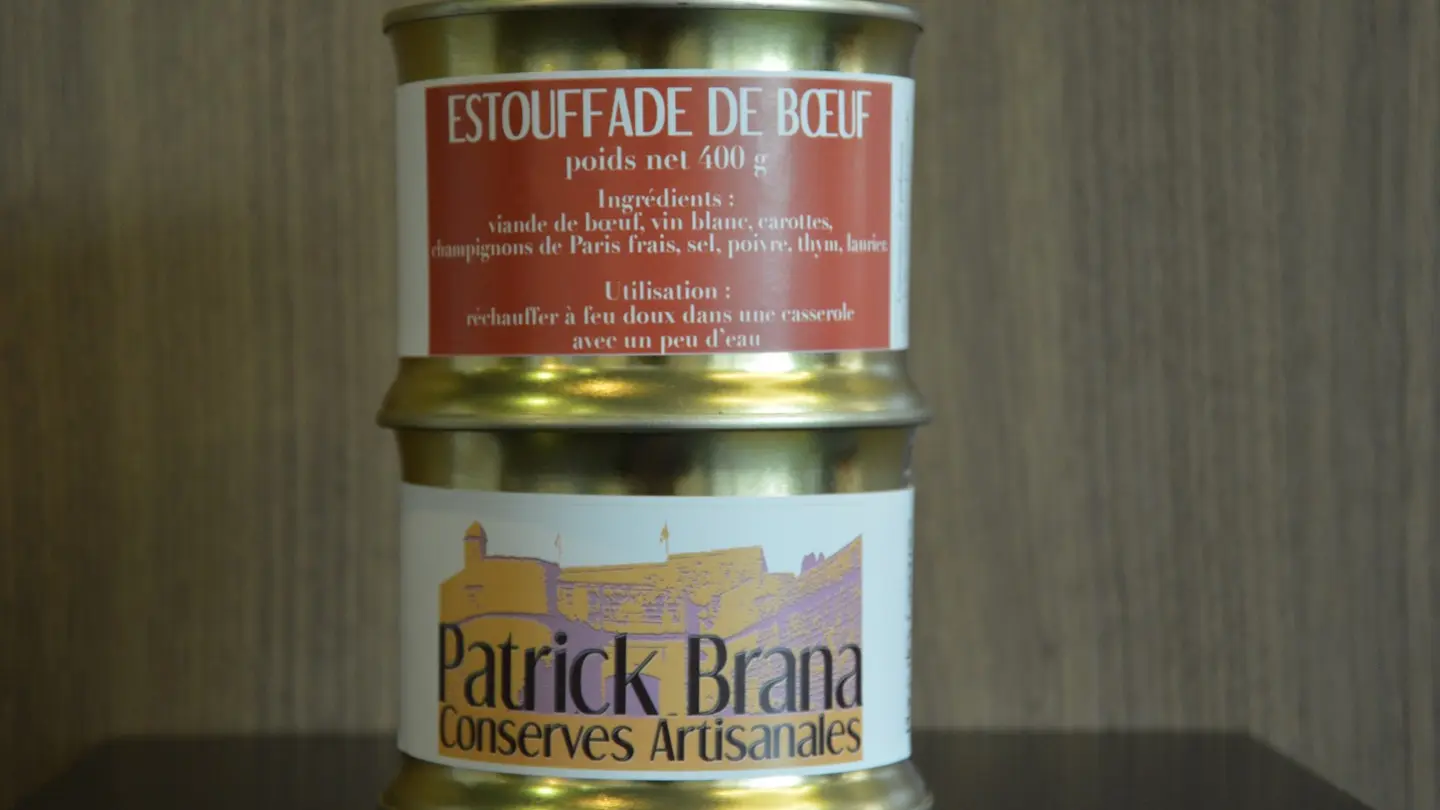 ESTOUFFADE DE BŒUF
poids net 400 g
Ingrédients :
viande de bœuf, vin blanc, carottes,
champignons de Paris frais, sel, poivre, thym, laurier.
Utilisation :
réchauffer à feu doux dans une casserole
avec un peu d'eau
Patrick Brana
Conserves Artisanales